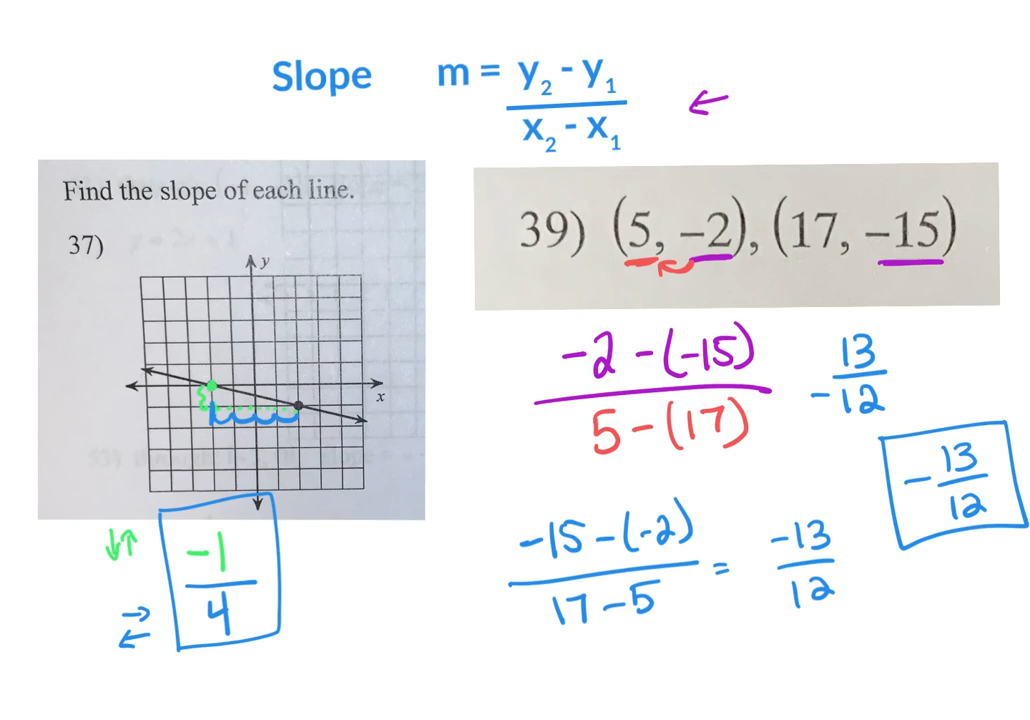 Slope m = y₂ - y₁
x₂ - x₁
Find the slope of each line.
37)
y
x
-1
4
39) (5, -2), (17, -15)
-2 - (-15)
5 - (17)
13
-12
-13
12
-15 - (-2) = -13
17 - 5 12